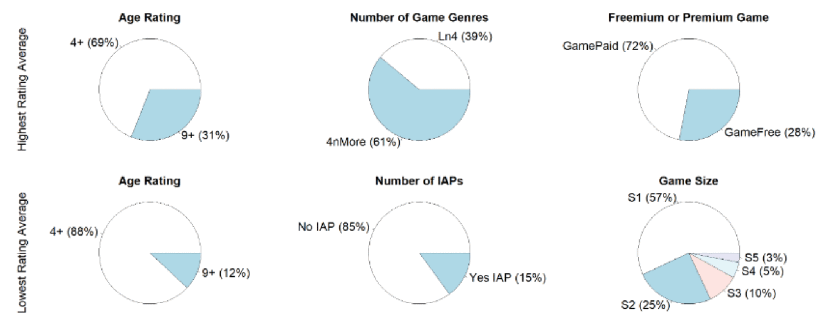 Highest Rating Average
Age Rating
4+ (69%)
9+ (31%)
Number of Game Genres
Ln4 (39%)
4nMore (61%)
Freemium or Premium Game
GamePaid (72%)
GameFree (28%)
Lowest Rating Average
Age Rating
4+ (88%)
9+ (12%)
Number of IAPs
No IAP (85%)
Yes IAP (15%)
Game Size
S1 (57%)
S5 (3%)
S4 (5%)
S3 (10%)
S2 (25%)